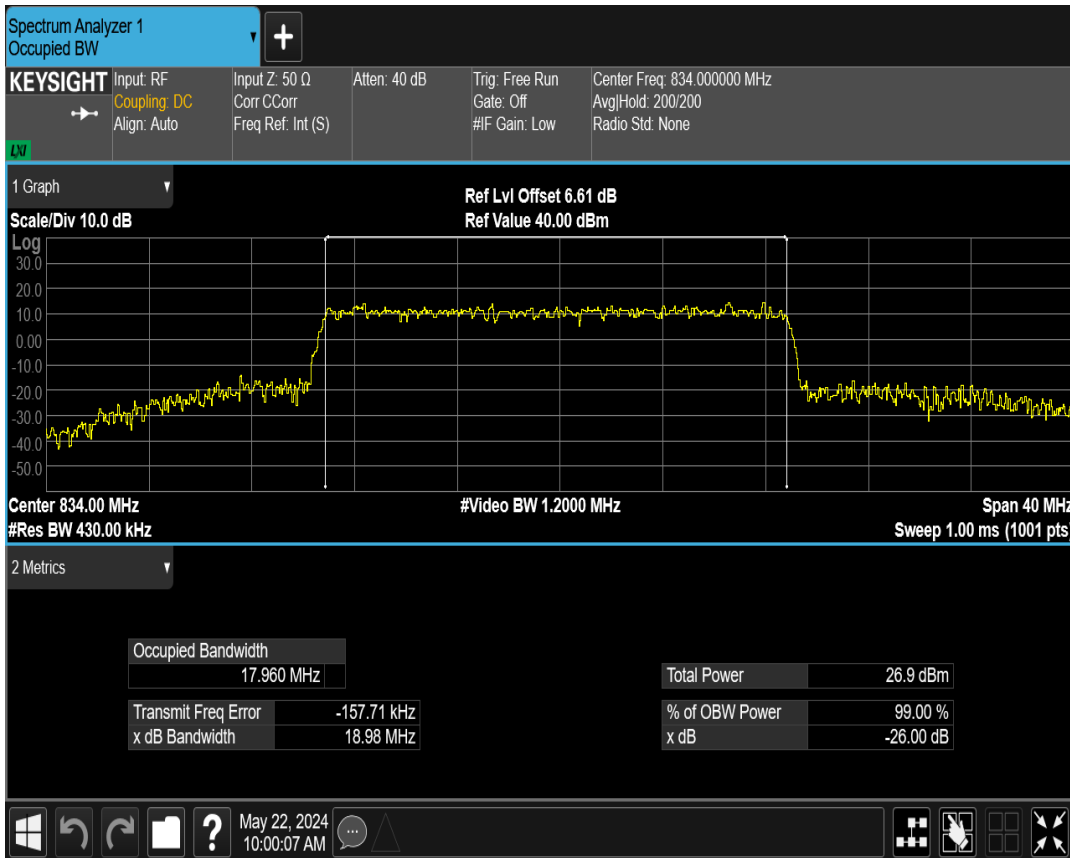 Spectrum Analyzer 1
Occupied BW
KEYSIGHT
LXI
Input: RF
Coupling: DC
Align: Auto
Input Z: 50 Ω
Corr CCorr
Freq Ref: Int (S)
Atten: 40 dB
Trig: Free Run
Gate: Off
#IF Gain: Low
Center Freq: 834.000000 MHz
Avg|Hold: 200/200
Radio Std: None
1 Graph
Scale/Div 10.0 dB
Ref Lvl Offset 6.61 dB
Ref Value 40.00 dBm
Log
30.0
20.0
10.0
0.00
-10.0
-20.0
-30.0
-40.0
-50.0
Center 834.00 MHz
#Video BW 1.2000 MHz
Span 40 MHz
#Res BW 430.00 kHz
Sweep 1.00 ms (1001 pts)
2 Metrics
Occupied Bandwidth
17.960 MHz
Transmit Freq Error -157.71 kHz
x dB Bandwidth 18.98 MHz
Total Power 26.9 dBm
% of OBW Power 99.00 %
x dB -26.00 dB
May 22, 2024
10:00:07 AM